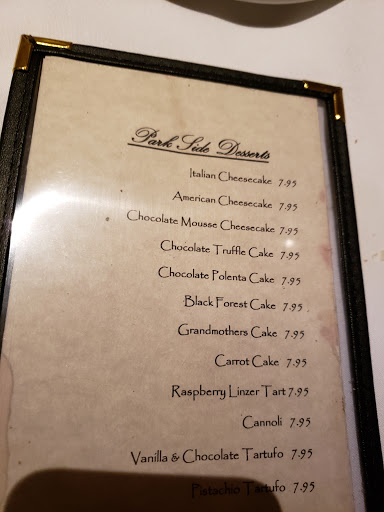 Park Side Desserts
Italian Cheesecake 7.95
American Cheesecake 7.95
Chocolate Mousse Cheesecake 7.95
Chocolate Truffle Cake 7.95
Chocolate Polenta Cake 7.95
Black Forest Cake 7.95
Grandmothers Cake 7.95
Carrot Cake 7.95
Raspberry Linzer Tart 7.95
Cannoli 7.95
Vanilla & Chocolate Tartufo 7.95
Pistachio Tartufo 7.95